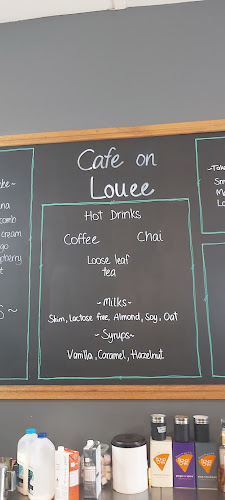 Cafe on
Louee
Hot Drinks
Coffee Chai
Loose leaf
tea
~Milks~
Skim, Lactose free, Almond, Soy, Oat
~Syrups~
Vanilla, Caramel, Hazelnut
cream